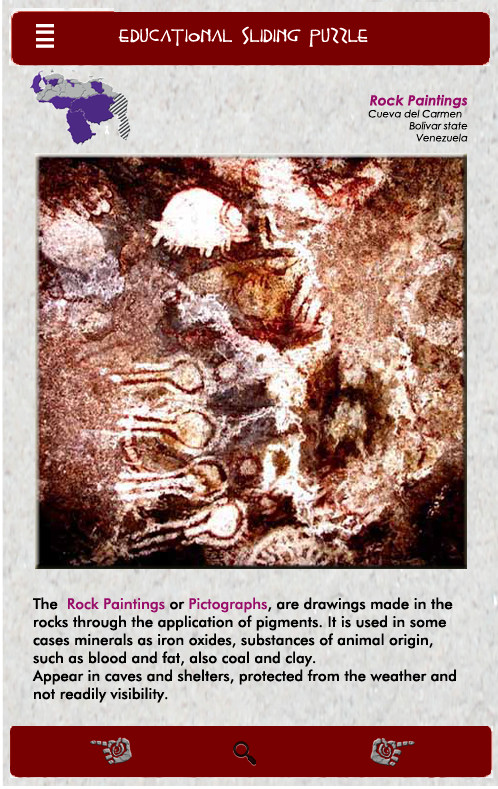 EDUCATIONAL SLIDING PUZZLE
Rock Paintings
Cueva del Carmen
Bolívar state
Venezuela
The Rock Paintings or Pictographs, are drawings made in the
rocks through the application of pigments. It is used in some
cases minerals as iron oxides, substances of animal origin,
such as blood and fat, also coal and clay.
Appear in caves and shelters, protected from the weather and
not readily visibility.